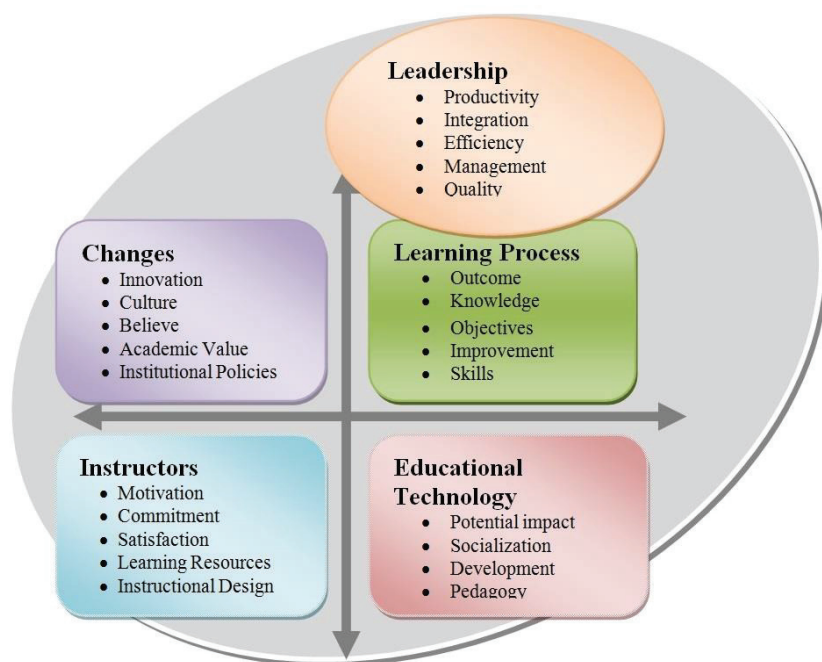 Leadership
• Productivity
• Integration
• Efficiency
• Management
• Quality
Changes
• Innovation
• Culture
• Believe
• Academic Value
• Institutional Policies
Learning Process
• Outcome
• Knowledge
• Objectives
• Improvement
• Skills
Instructors
• Motivation
• Commitment
• Satisfaction
• Learning Resources
• Instructional Design
Educational
Technology
• Potential impact
• Socialization
• Development
• Pedagogy